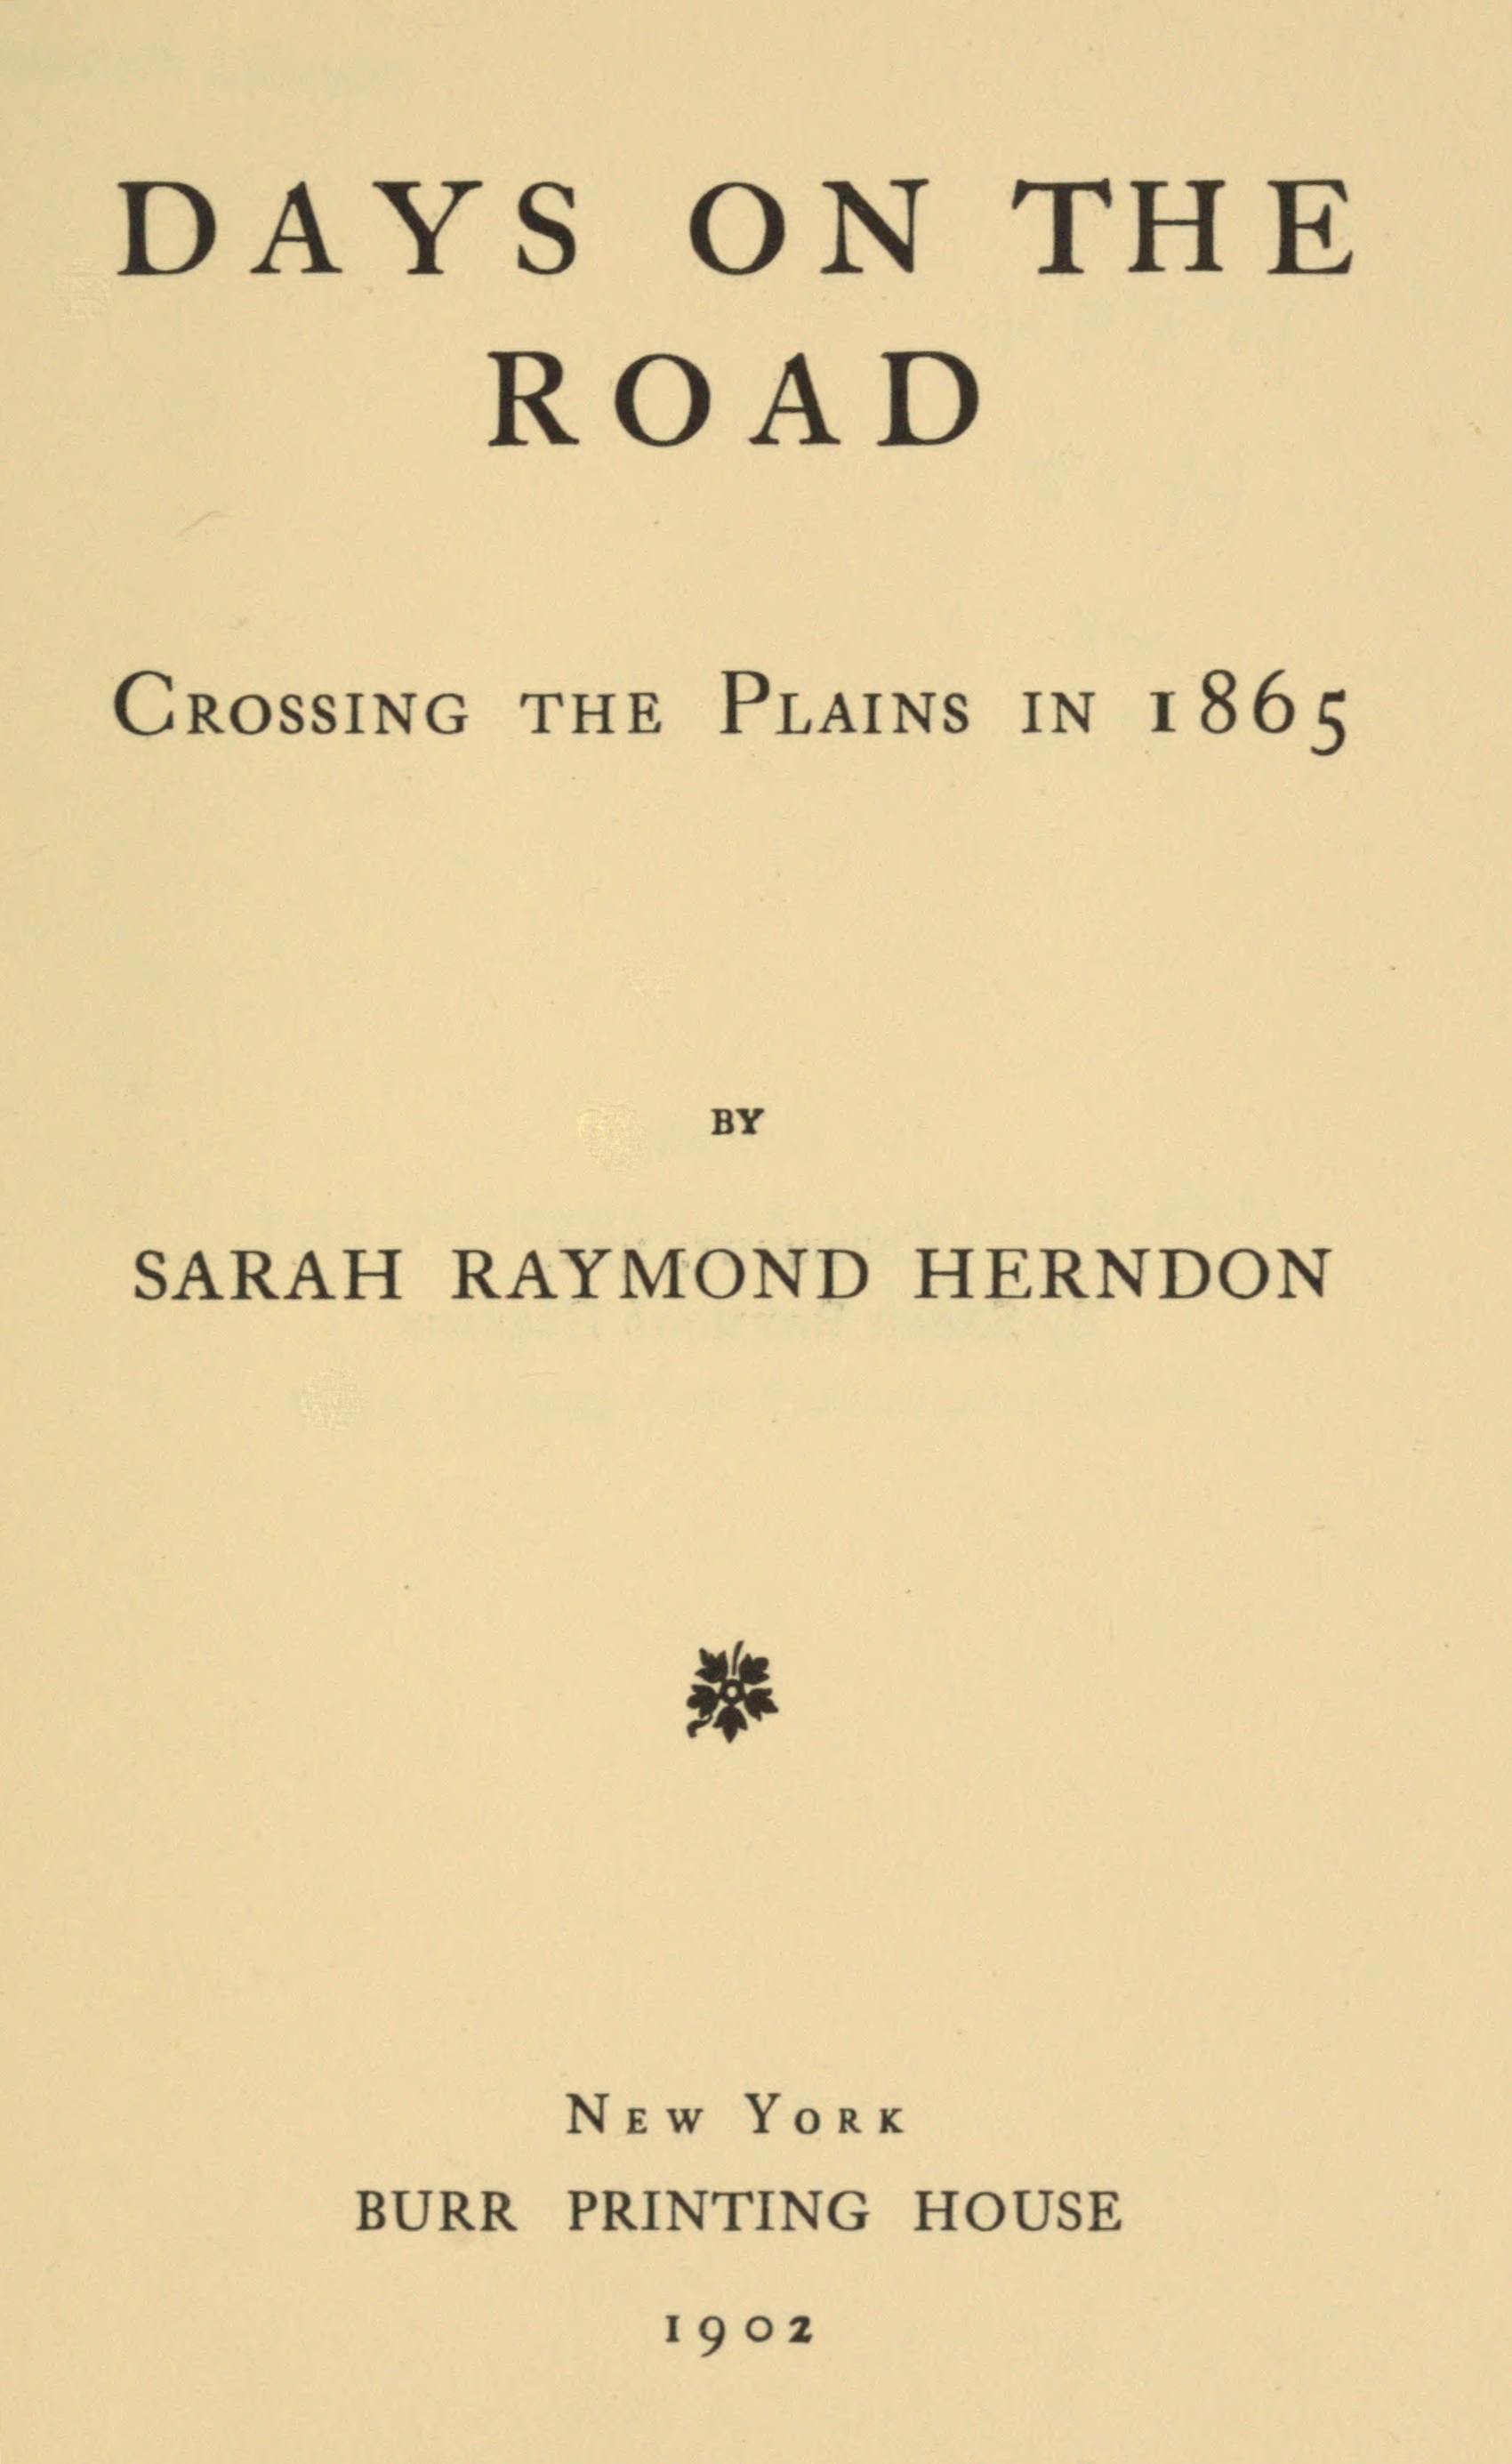 DAYS ON THE
ROAD
Crossing the Plains in 1865
BY
SARAH RAYMOND HERNDON
New York
BURR PRINTING HOUSE
1902